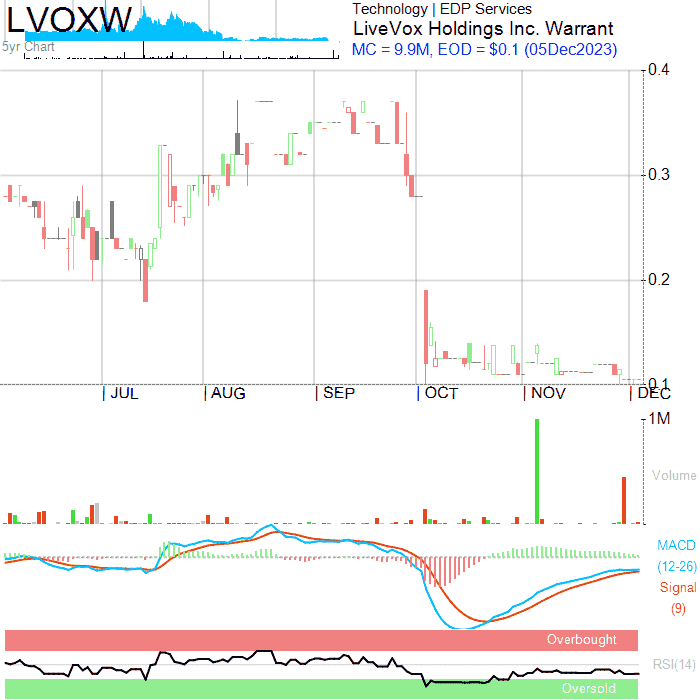 LVOXW
5yr Chart
Technology | EDP Services
LiveVox Holdings Inc. Warrant
MC = 9.9M, EOD = $0.1 (05Dec2023)
0.4
0.3
0.2
0.1
JUL AUG SEP OCT NOV DEC
1M
Volume
MACD
(12-26)
Signal
(9)
Overbought
RSI(14)
Oversold